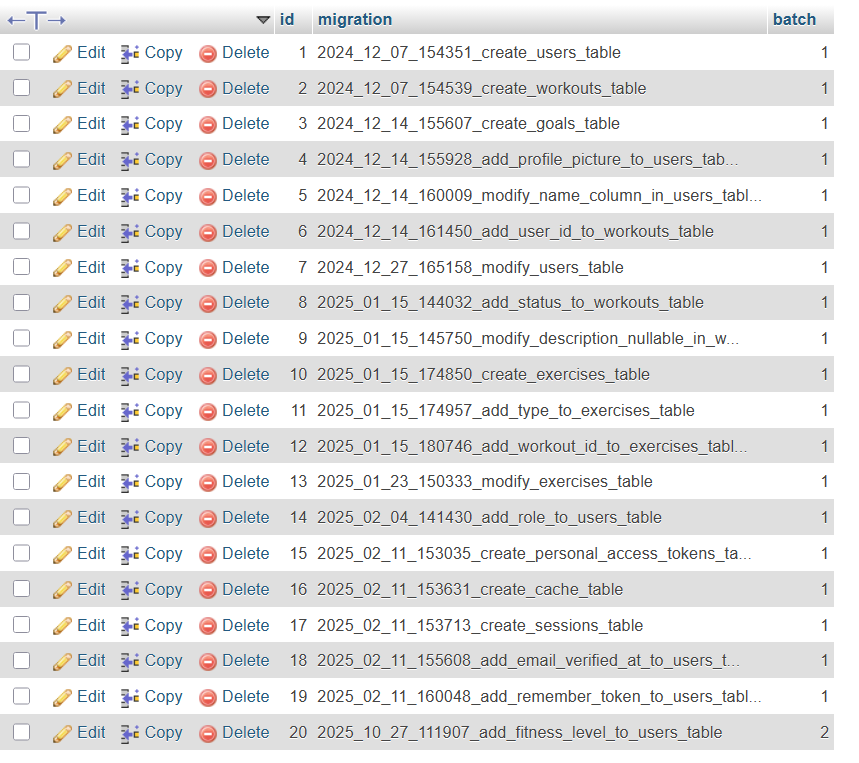 id migration batch
Edit Copy Delete 1 2024_12_07_154351_create_users_table 1
Edit Copy Delete 2 2024_12_07_154539_create_workouts_table 1
Edit Copy Delete 3 2024_12_14_155607_create_goals_table 1
Edit Copy Delete 4 2024_12_14_155928_add_profile_picture_to_users_tab... 1
Edit Copy Delete 5 2024_12_14_160009_modify_name_column_in_users_tabl... 1
Edit Copy Delete 6 2024_12_14_161450_add_user_id_to_workouts_table 1
Edit Copy Delete 7 2024_12_27_165158_modify_users_table 1
Edit Copy Delete 8 2025_01_15_144032_add_status_to_workouts_table 1
Edit Copy Delete 9 2025_01_15_145750_modify_description_nullable_in_w... 1
Edit Copy Delete 10 2025_01_15_174850_create_exercises_table 1
Edit Copy Delete 11 2025_01_15_174957_add_type_to_exercises_table 1
Edit Copy Delete 12 2025_01_15_180746_add_workout_id_to_exercises_tabl... 1
Edit Copy Delete 13 2025_01_23_150333_modify_exercises_table 1
Edit Copy Delete 14 2025_02_04_141430_add_role_to_users_table 1
Edit Copy Delete 15 2025_02_11_153035_create_personal_access_tokens_ta... 1
Edit Copy Delete 16 2025_02_11_153631_create_cache_table 1
Edit Copy Delete 17 2025_02_11_153713_create_sessions_table 1
Edit Copy Delete 18 2025_02_11_155608_add_email_verified_at_to_users_t... 1
Edit Copy Delete 19 2025_02_11_160048_add_remember_token_to_users_tabl... 1
Edit Copy Delete 20 2025_10_27_111907_add_fitness_level_to_users_table 2